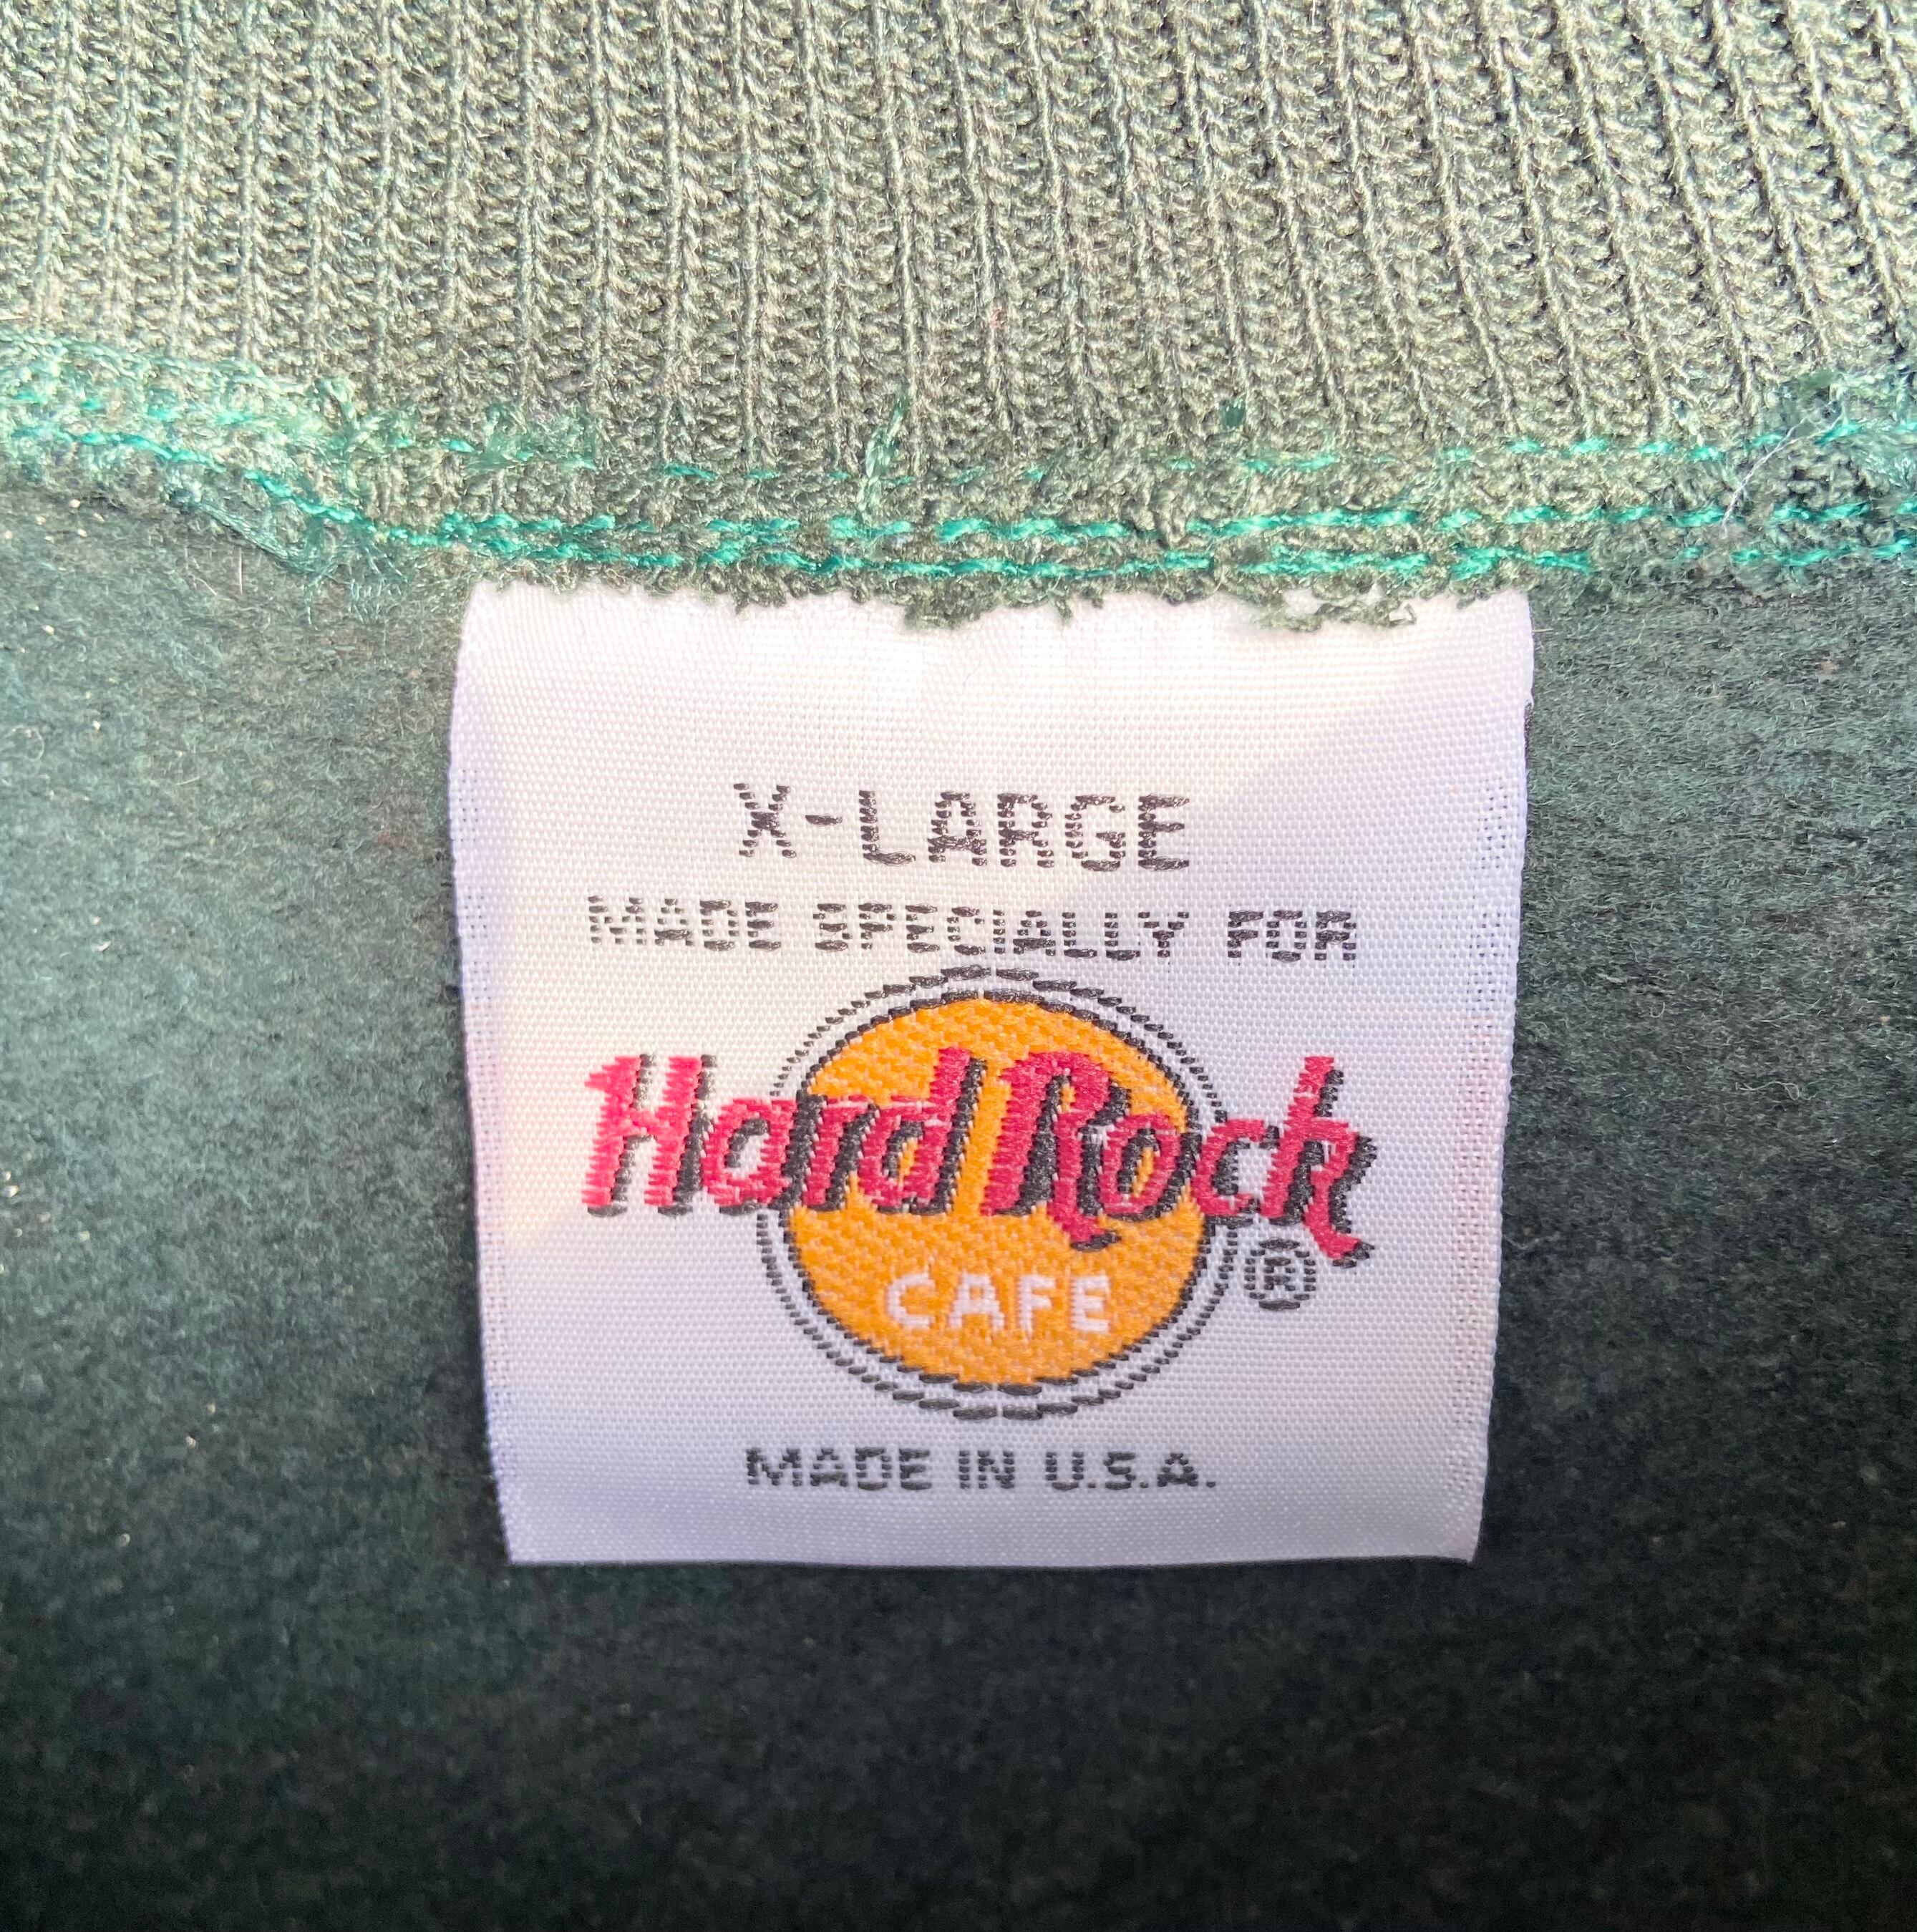 X-LARGE
MADE SPECIALLY FOR
Hard Rock
CAFE
®
MADE IN U.S.A.